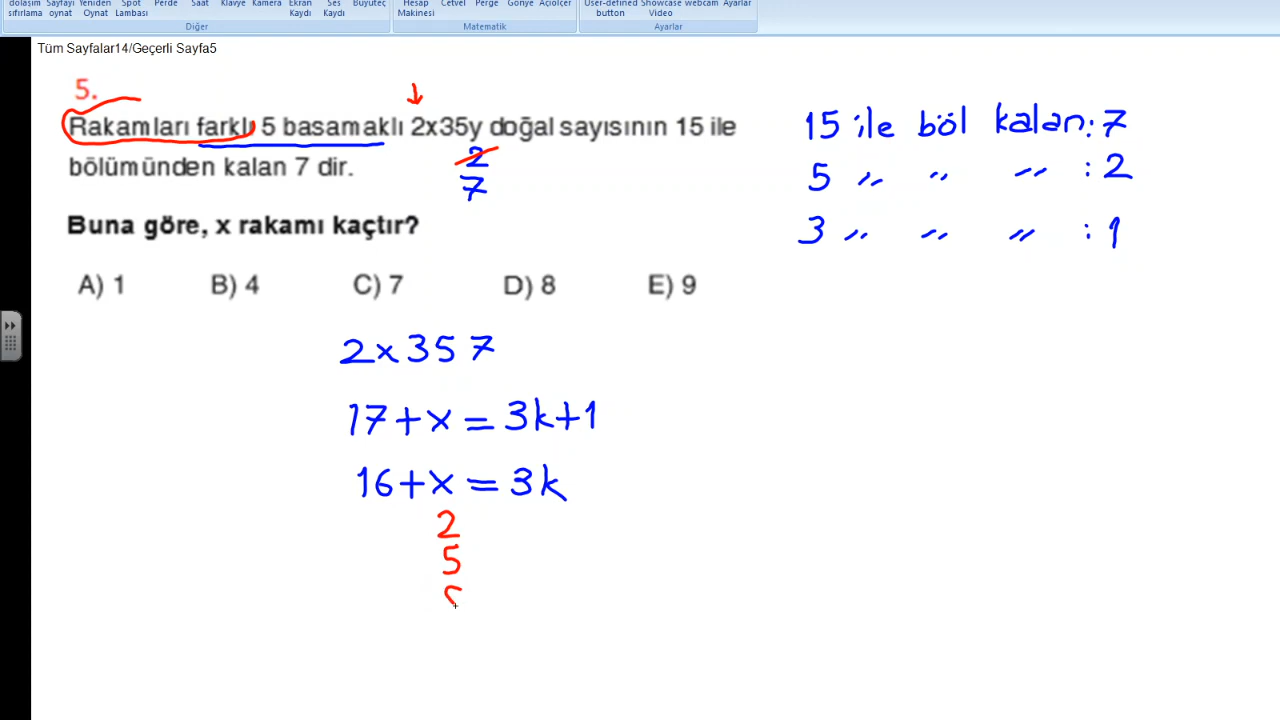 dolaşım Sayfayı Yeniden Spot Perde Saat Klavye Kamera Ekran Ses Büyüteç Hesap Cetvel Perge Gönye Açıölçer User-defined Showcase webcam Ayarlar
sıfırlama oynat Oynat Lambası Kaydı Kaydı Makinesi button Video
Diğer Matematik Ayarlar
Tüm Sayfalar14/Geçerli Sayfa5
5.
Rakamları farklı 5 basamaklı 2x35y doğal sayısının 15 ile
bölümünden kalan 7 dir.
2
7
Buna göre, x rakamı kaçtır?
A) 1 B) 4 C) 7 D) 8 E) 9
15 ile böl kalan: 7
5 " " " : 2
3 " " " : 1
2x357
17+x=3k+1
16+x=3k
2
5